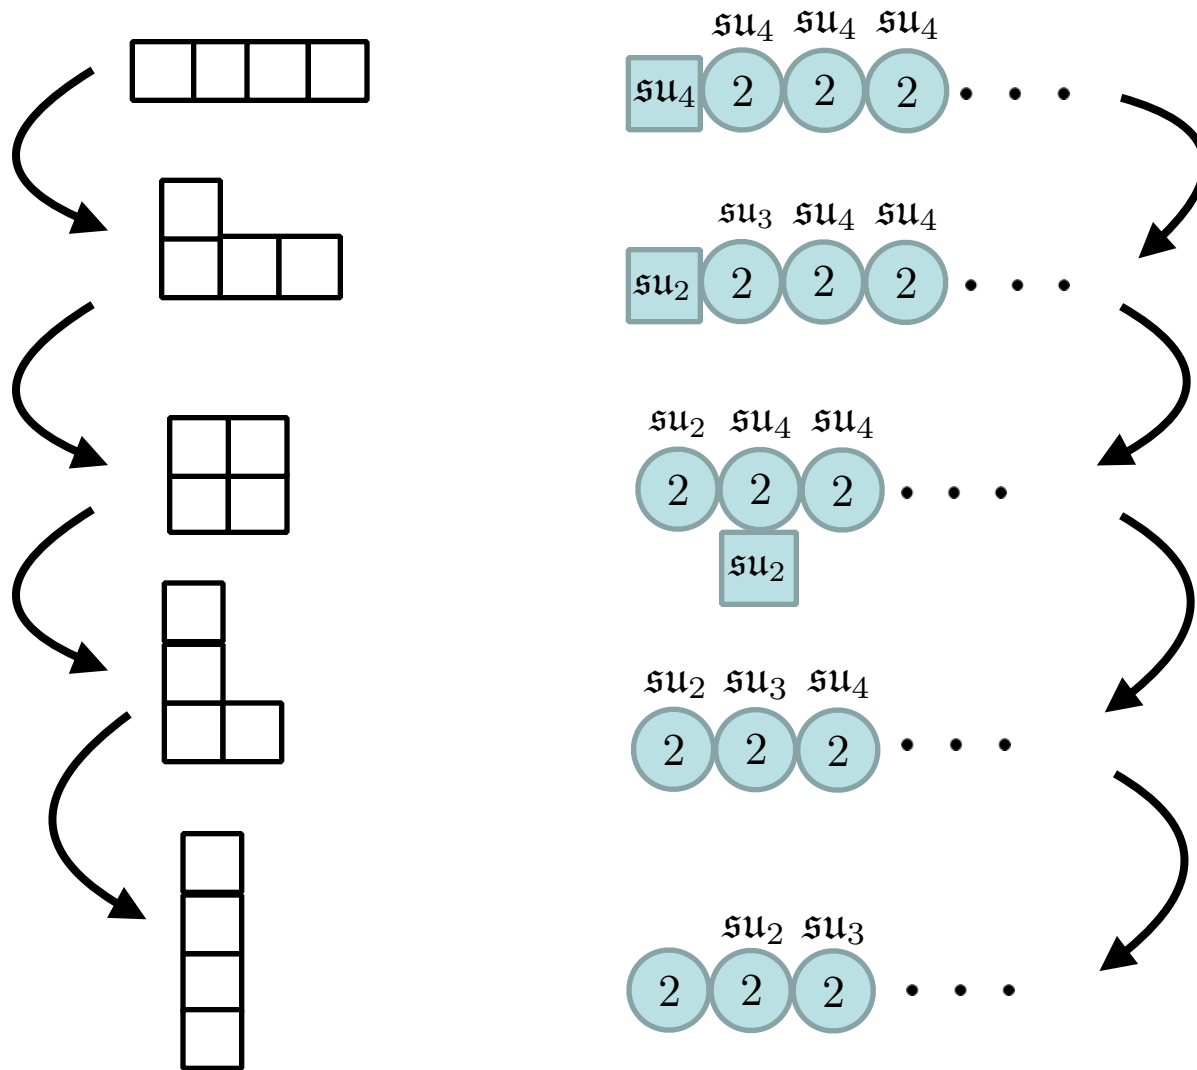 𝔰𝔲₄ 𝔰𝔲₄ 𝔰𝔲₄
𝔰𝔲₄ 2 2 2 · · ·
𝔰𝔲₃ 𝔰𝔲₄ 𝔰𝔲₄
𝔰𝔲₂ 2 2 2 · · ·
𝔰𝔲₂ 𝔰𝔲₄ 𝔰𝔲₄
2 2 2 · · ·
𝔰𝔲₂
𝔰𝔲₂ 𝔰𝔲₃ 𝔰𝔲₄
2 2 2 · · ·
𝔰𝔲₂ 𝔰𝔲₃
2 2 2 · · ·